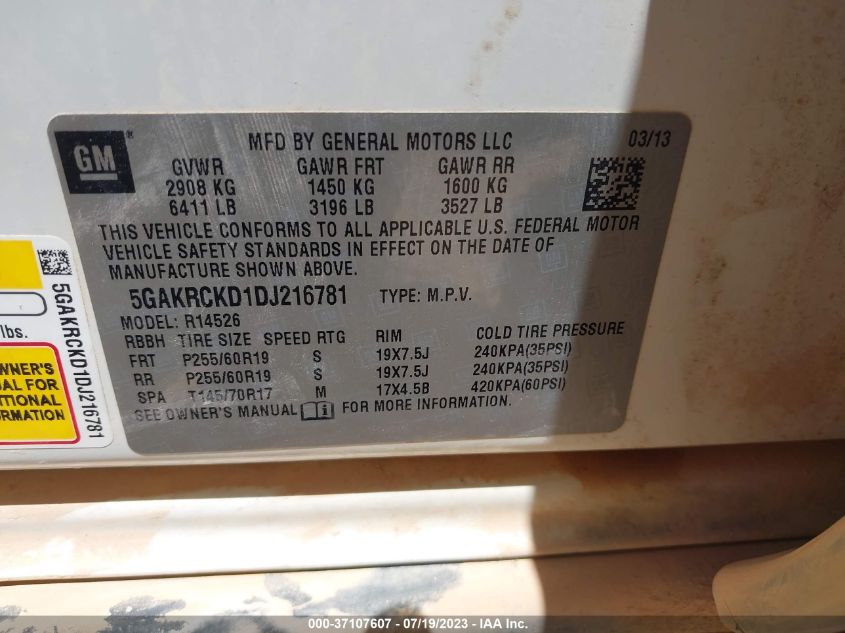 GM
MFD BY GENERAL MOTORS LLC 03/13
GVWR GAWR FRT GAWR RR
2908 KG 1450 KG 1600 KG
6411 LB 3196 LB 3527 LB
THIS VEHICLE CONFORMS TO ALL APPLICABLE U.S. FEDERAL MOTOR
VEHICLE SAFETY STANDARDS IN EFFECT ON THE DATE OF
MANUFACTURE SHOWN ABOVE.
5GAKRCKD1DJ216781 TYPE: M.P.V.
MODEL: R14526
RBBH TIRE SIZE SPEED RTG RIM COLD TIRE PRESSURE
FRT P255/60R19 S 19X7.5J 240KPA(35PSI)
RR P255/60R19 S 19X7.5J 240KPA(35PSI)
SPA T145/70R17 M 17X4.5B 420KPA(60PSI)
SEE OWNER'S MANUAL FOR MORE INFORMATION.
lbs.
OWNER'S
FOR
5GAKRCKD1DJ216781
000-37107607 - 07/19/2023 - IAA Inc.